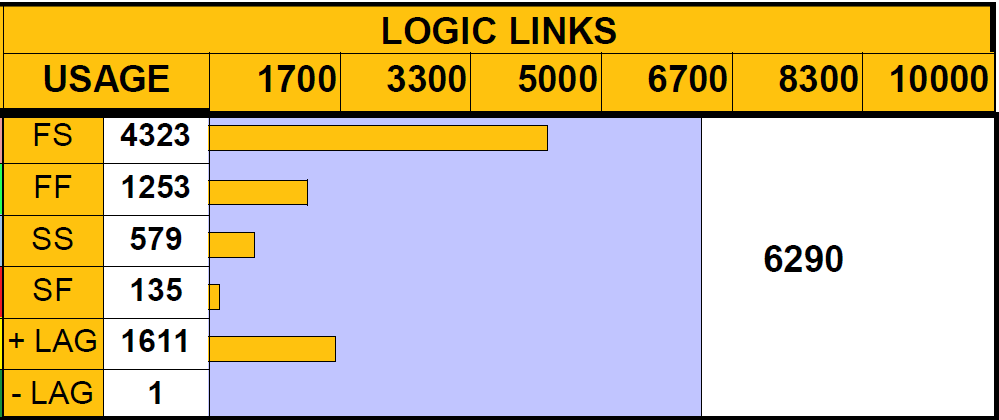 LOGIC LINKS
USAGE 1700 3300 5000 6700 8300 10000
FS 4323
FF 1253
SS 579
SF 135
+ LAG 1611
- LAG 1
6290